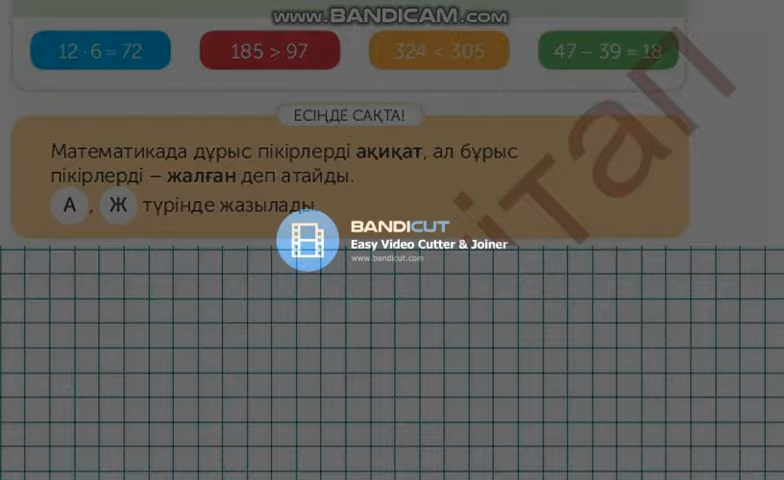 www.BANDICAM.com
12 · 6 = 72
185 > 97
324 < 305
47 – 39 = 18
ЕСІҢДЕ САҚТА!
Математикада дұрыс пікірлерді ақиқат, ал бұрыс
пікірлерді – жалған деп атайды.
А , Ж түрінде жазылады.
BANDICUT
Easy Video Cutter & Joiner
www.bandicut.com